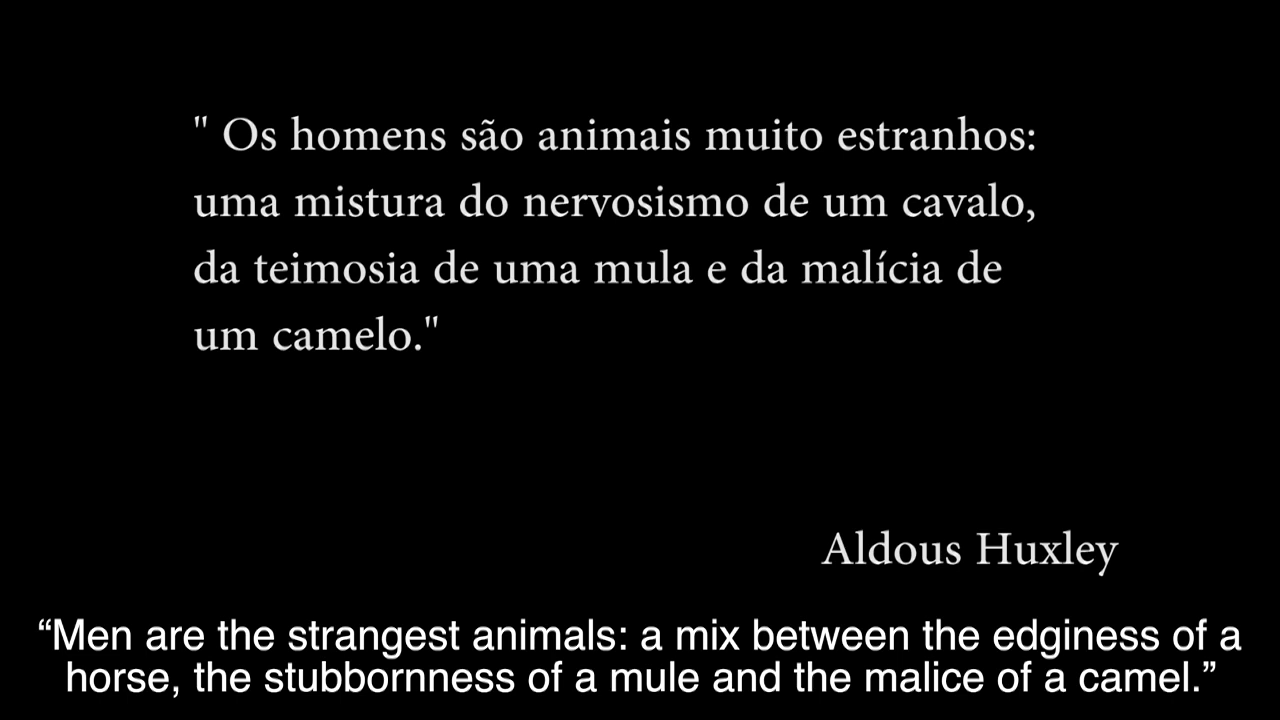 " Os homens são animais muito estranhos:
uma mistura do nervosismo de um cavalo,
da teimosia de uma mula e da malícia de
um camelo."
Aldous Huxley
“Men are the strangest animals: a mix between the edginess of a
horse, the stubbornness of a mule and the malice of a camel.”